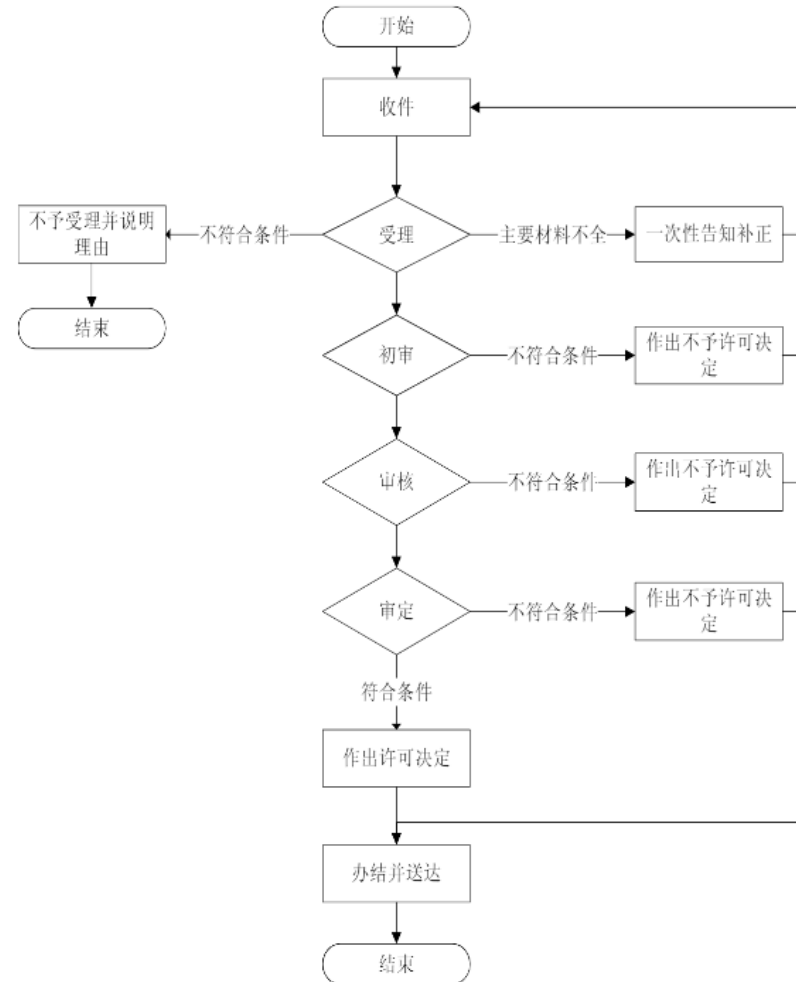 开始
收件
不予受理并说明
理由
不符合条件
受理
主要材料不全
一次性告知补正
结束
初审
不符合条件
作出不予许可决
定
审核
不符合条件
作出不予许可决
定
审定
不符合条件
作出不予许可决
定
符合条件
作出许可决定
办结并送达
结束